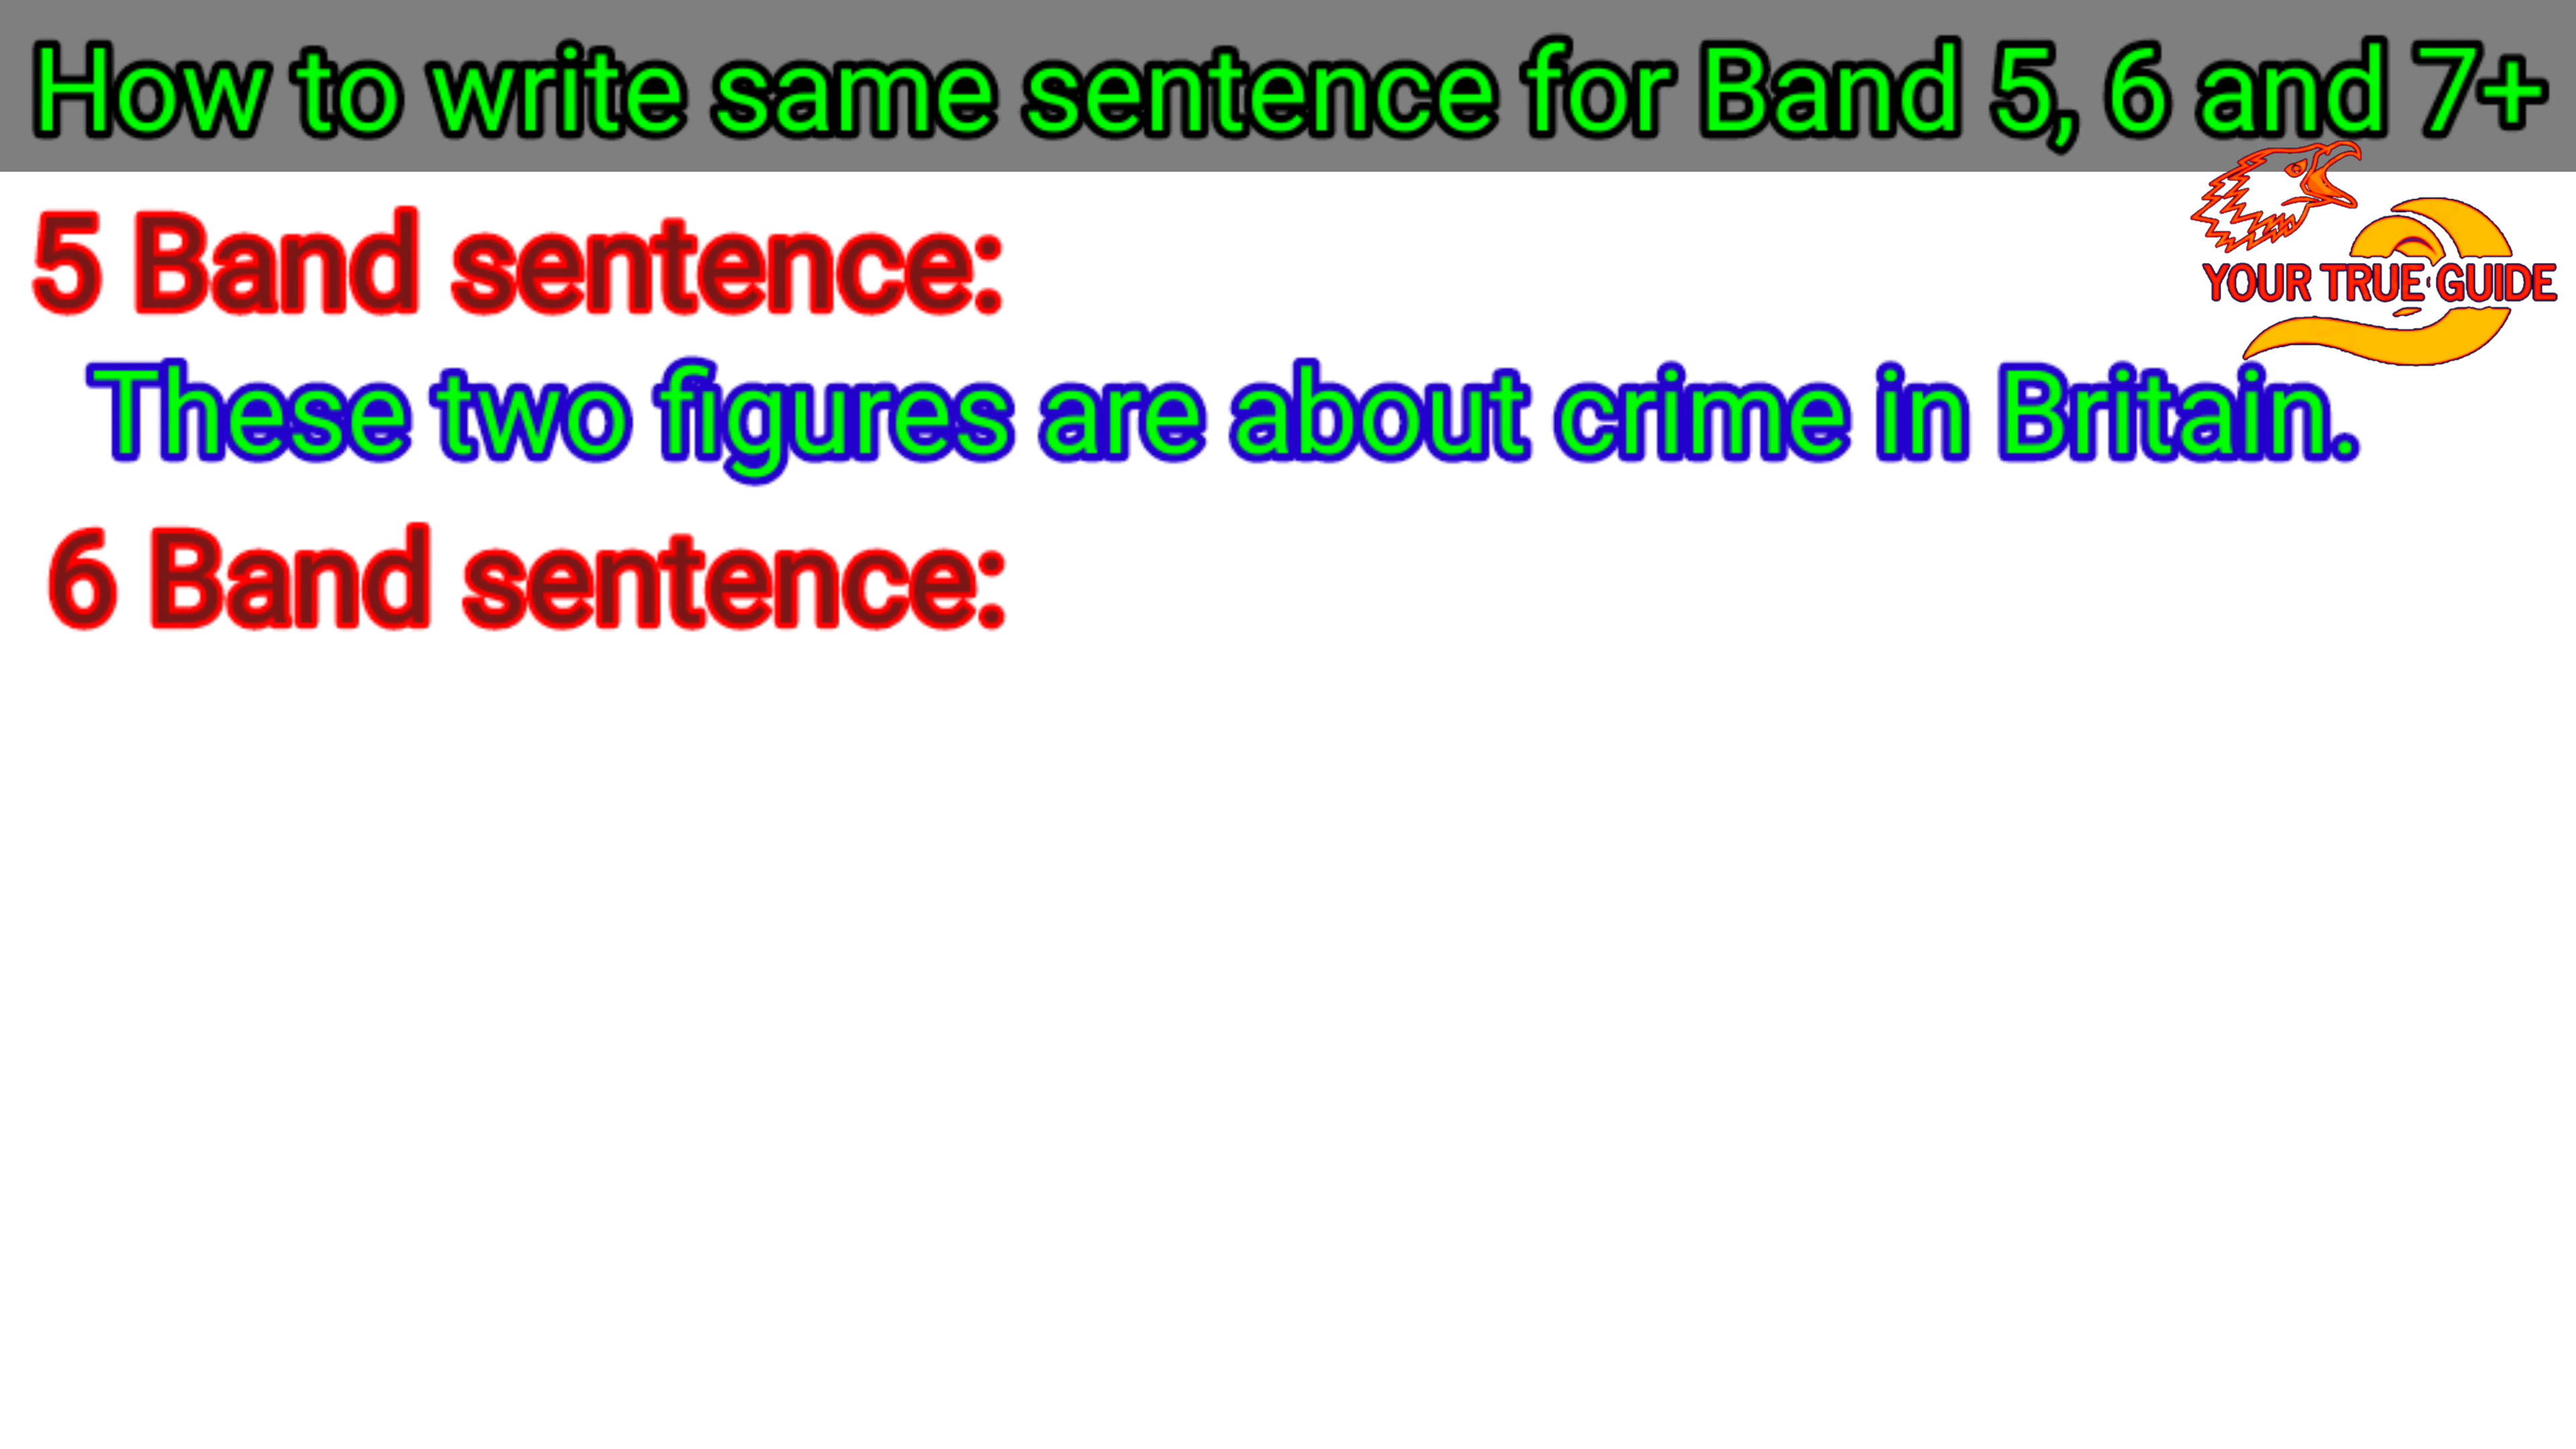 How to write same sentence for Band 5, 6 and 7+
5 Band sentence:
YOUR TRUE GUIDE
These two figures are about crime in Britain.
6 Band sentence: